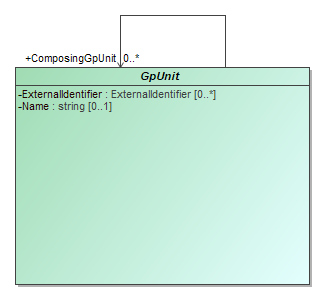 +ComposingGpUnit 0..*
GpUnit
-ExternalIdentifier : ExternalIdentifier [0..*]
-Name : string [0..1]